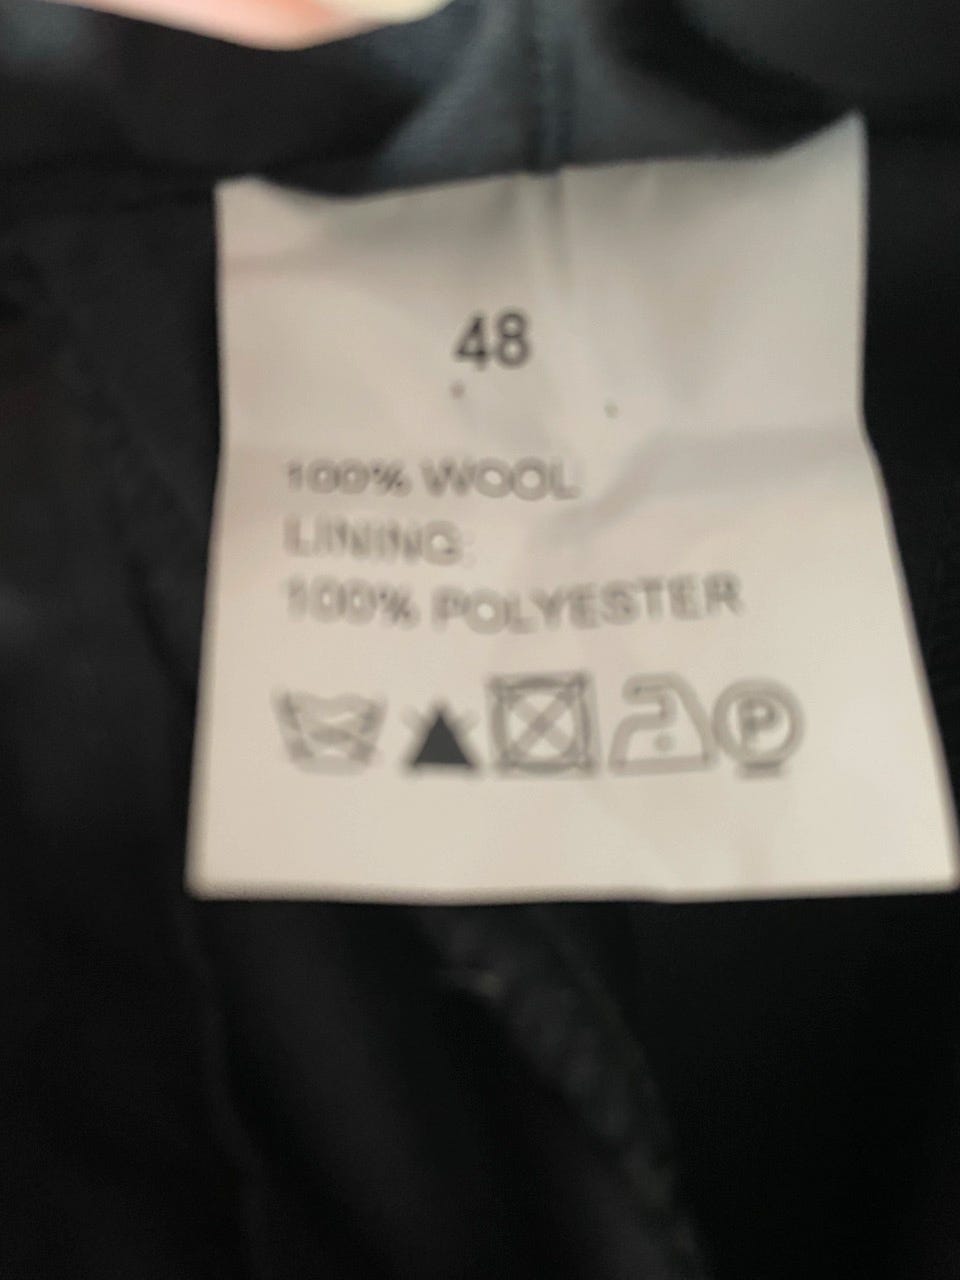 48
100% WOOL
LINING:
100% POLYESTER
P